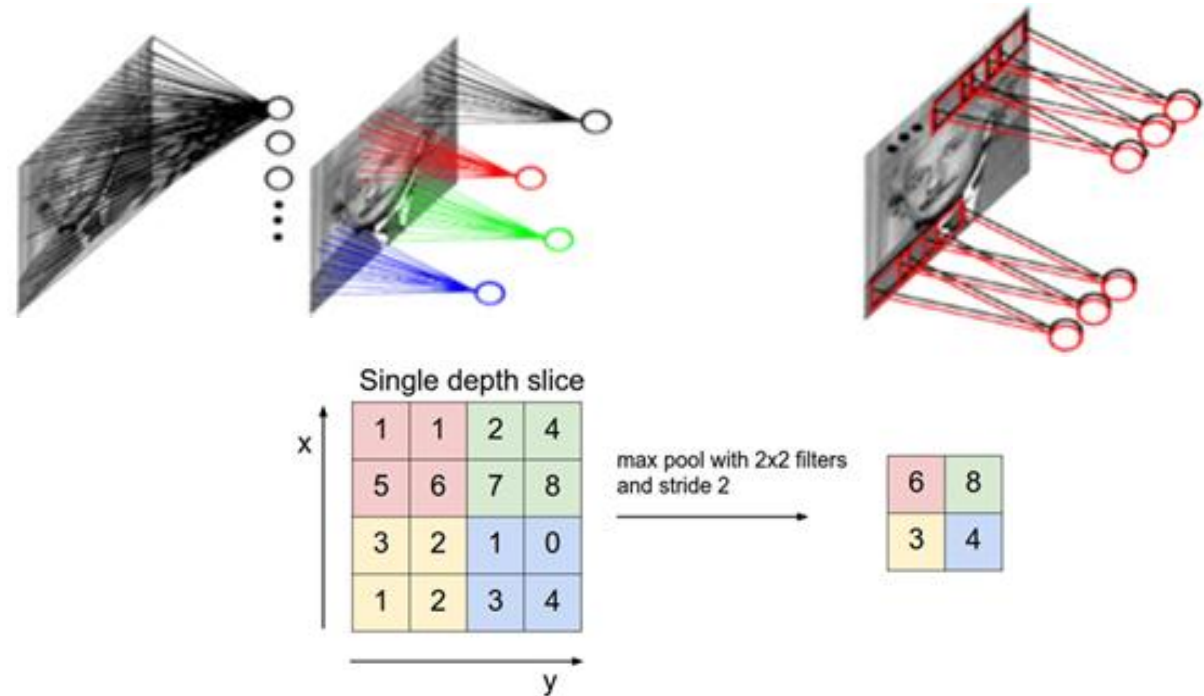 Single depth slice
x
1 1 2 4
5 6 7 8
3 2 1 0
1 2 3 4
y
max pool with 2x2 filters
and stride 2
6 8
3 4